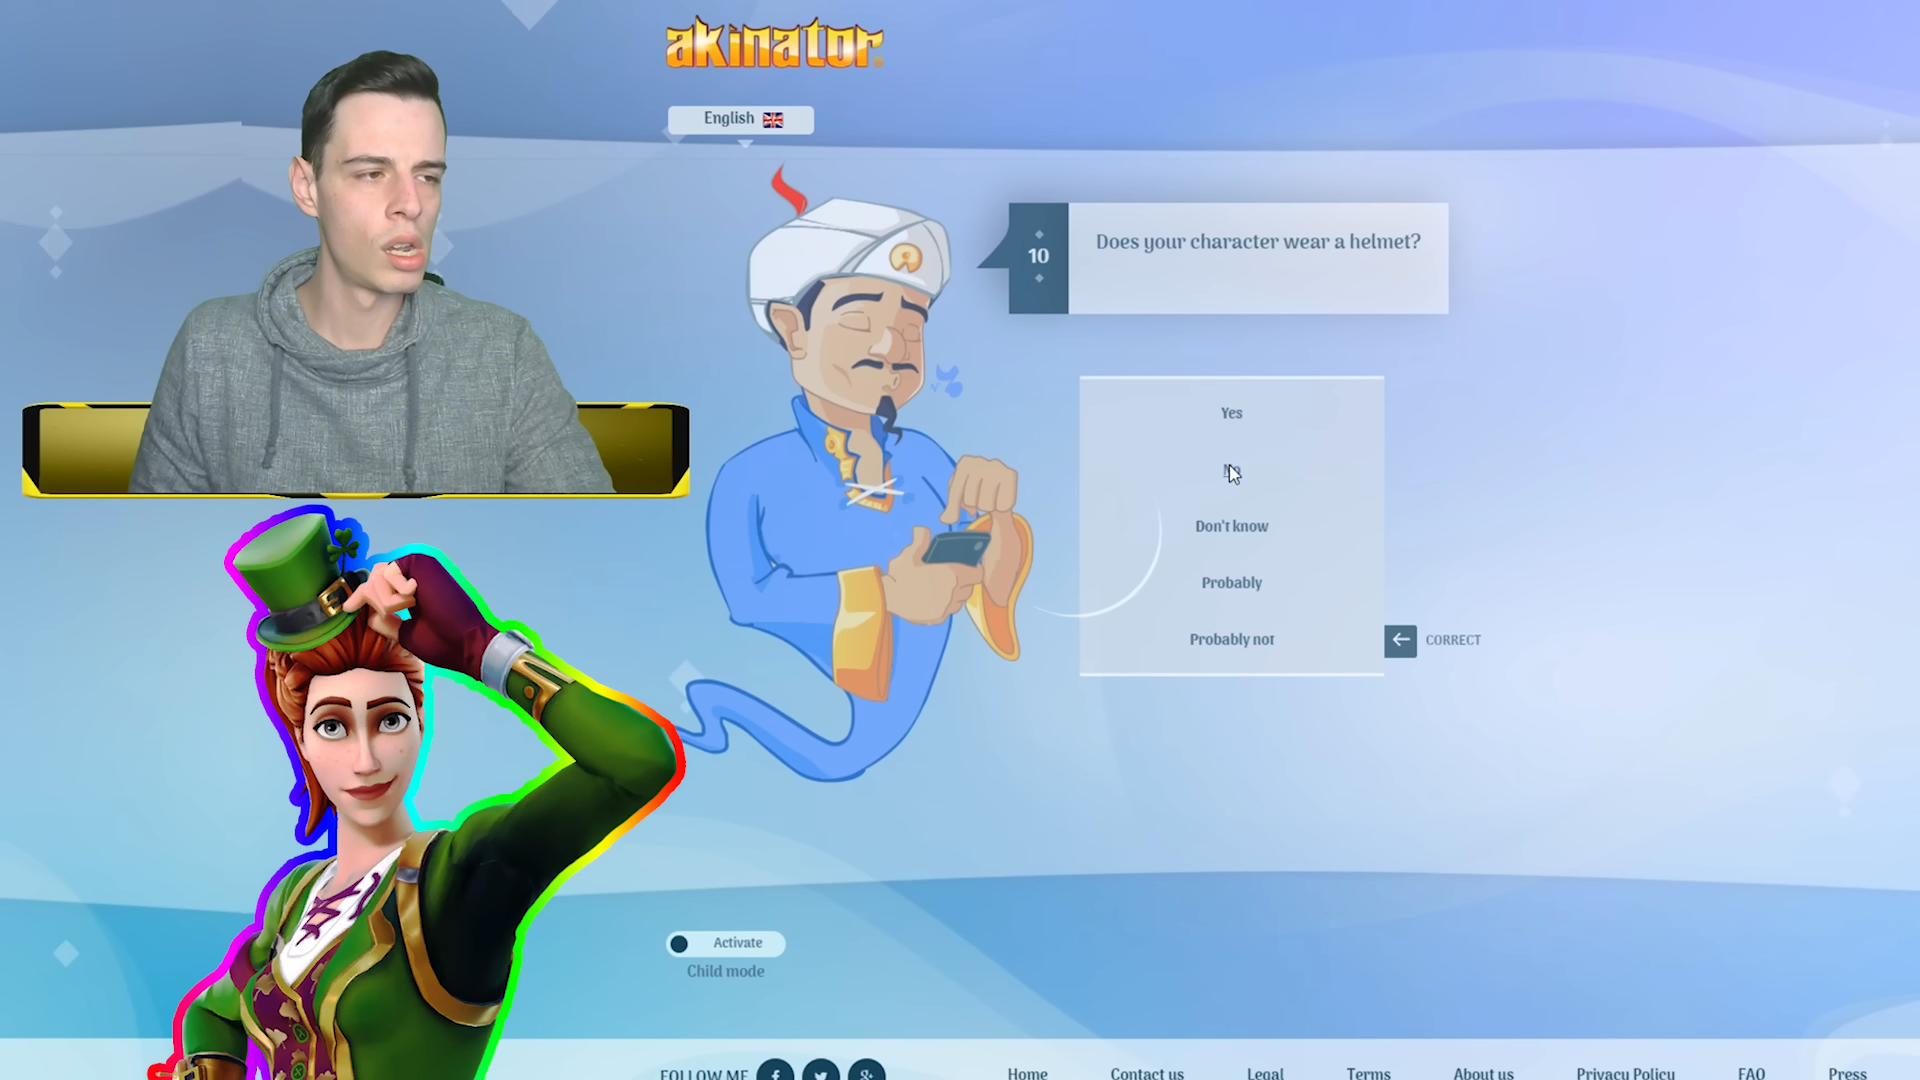 akinator
English
10
Does your character wear a helmet?
Yes
No
Don't know
Probably
Probably not
CORRECT
Activate
Child mode
FOLLOW ME
Home
Contact us
Legal
Terms
About us
Privacy Policy
FAQ
Press